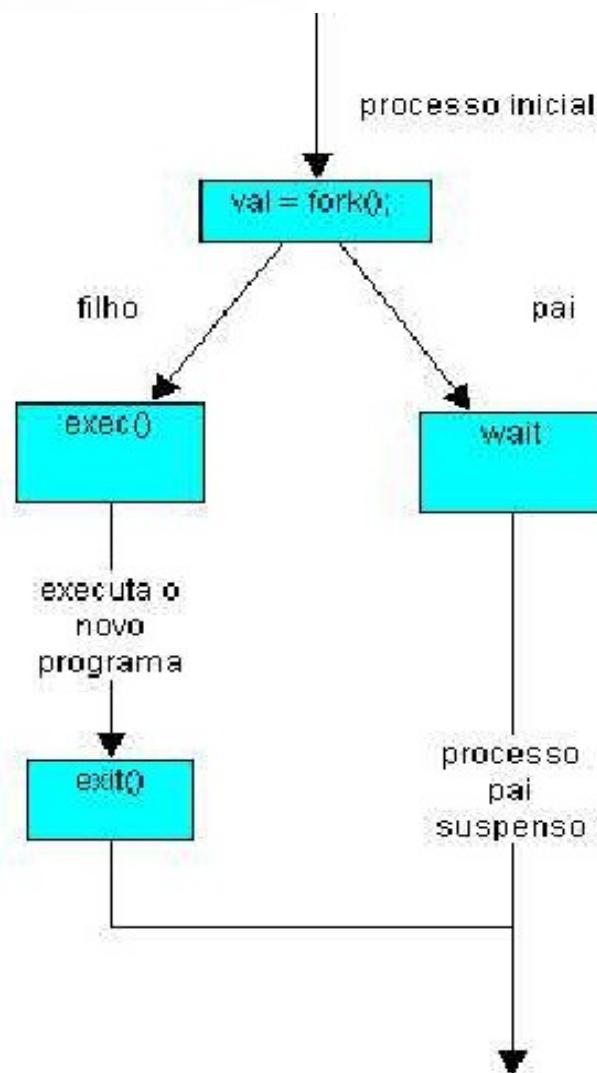 processo inicial
val = fork();
filho
pai
exec()
wait
executa o
novo
programa
exit()
processo
pai
suspenso